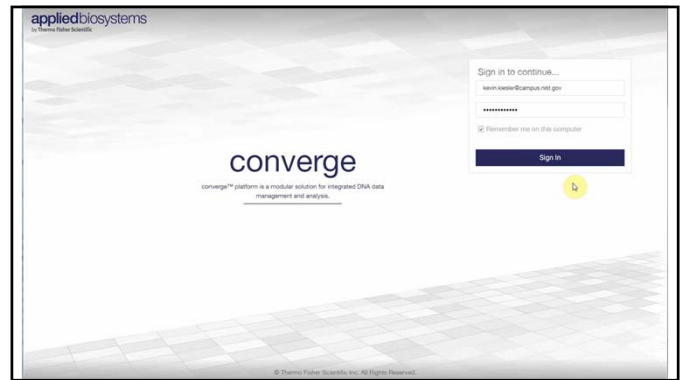 appliedbiosystems
by Thermo Fisher Scientific
Sign in to continue...
kevin.kiesler@campus.nist.gov
••••••••••••
Remember me on this computer
Sign In
converge
converge™ platform is a modular solution for integrated DNA data
management and analysis.
© Thermo Fisher Scientific Inc. All Rights Reserved.